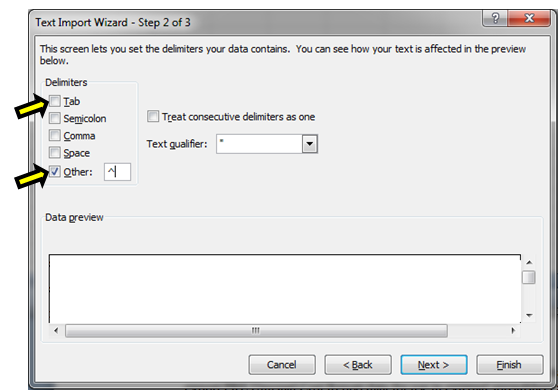 Text Import Wizard - Step 2 of 3
This screen lets you set the delimiters your data contains. You can see how your text is affected in the preview
below.
Delimiters
Tab
Semicolon
Comma
Space
Other: ^
Treat consecutive delimiters as one
Text qualifier: "
Data preview
Cancel
< Back
Next >
Finish